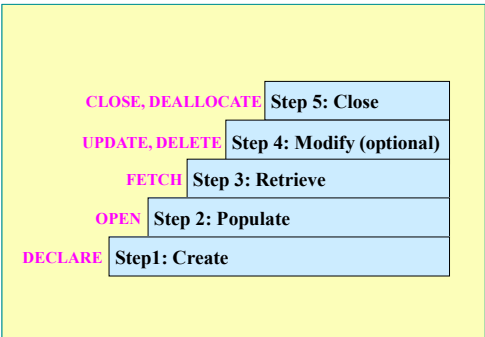 CLOSE, DEALLOCATE Step 5: Close
UPDATE, DELETE Step 4: Modify (optional)
FETCH Step 3: Retrieve
OPEN Step 2: Populate
DECLARE Step1: Create